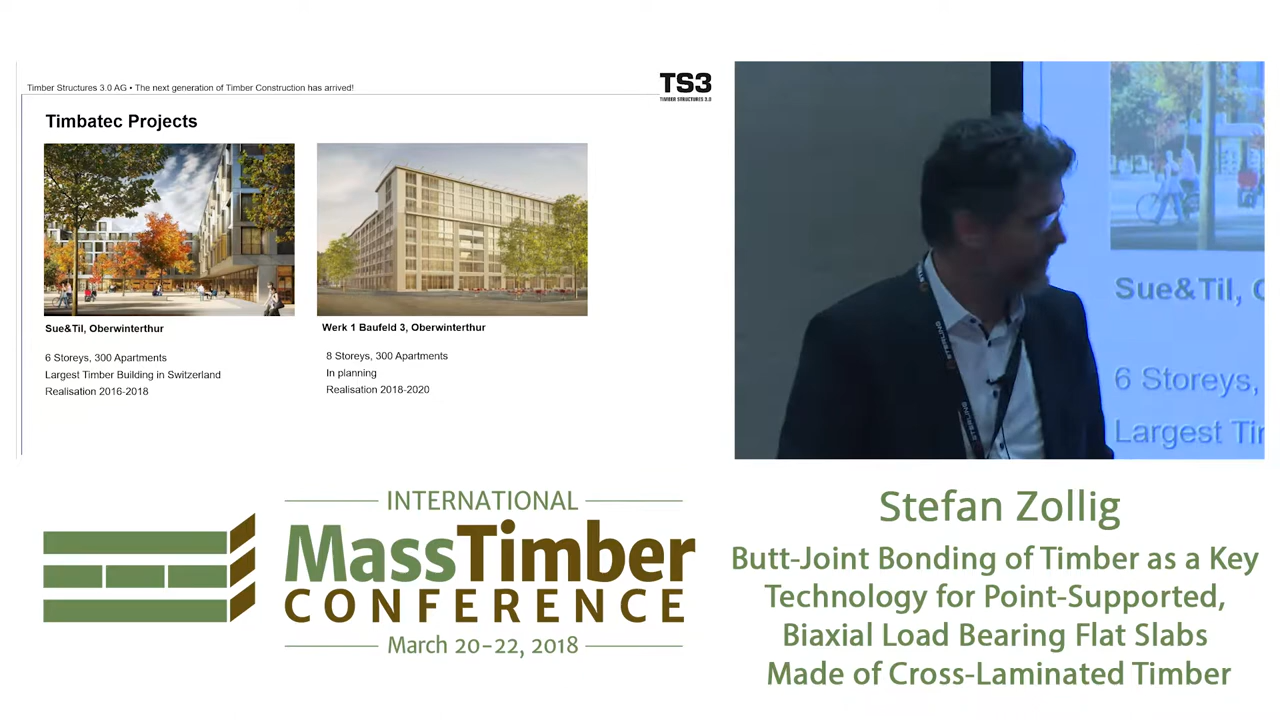 Timber Structures 3.0 AG • The next generation of Timber Construction has arrived!
TS3
TIMBER STRUCTURES 3.0
Timbatec Projects
Sue&Til, Oberwinterthur
6 Storeys, 300 Apartments
Largest Timber Building in Switzerland
Realisation 2016-2018
Werk 1 Baufeld 3, Oberwinterthur
8 Storeys, 300 Apartments
In planning
Realisation 2018-2020
STERLING
STERLING
Sue&Til, O
6 Storeys,
Largest Tim
INTERNATIONAL
MassTimber
CONFERENCE
March 20-22, 2018
Stefan Zollig
Butt-Joint Bonding of Timber as a Key
Technology for Point-Supported,
Biaxial Load Bearing Flat Slabs
Made of Cross-Laminated Timber